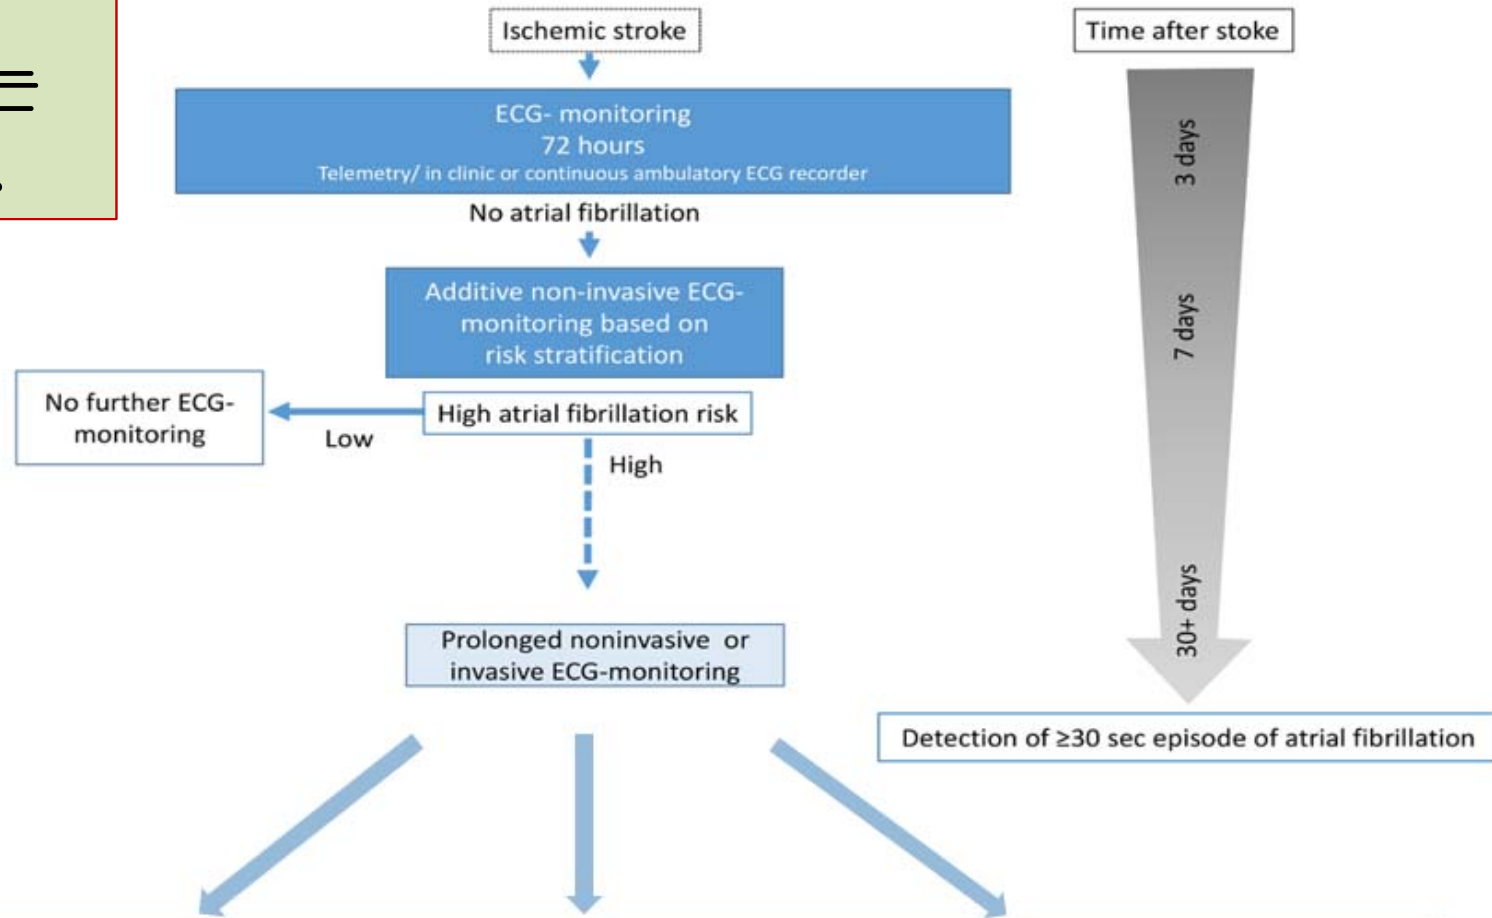 Ischemic stroke
Time after stoke
ECG- monitoring
72 hours
Telemetry/ in clinic or continuous ambulatory ECG recorder
3 days
No atrial fibrillation
Additive non-invasive ECG-
monitoring based on
risk stratification
7 days
No further ECG-
monitoring
Low
High atrial fibrillation risk
High
30+ days
Prolonged noninvasive or
invasive ECG-monitoring
Detection of ≥30 sec episode of atrial fibrillation